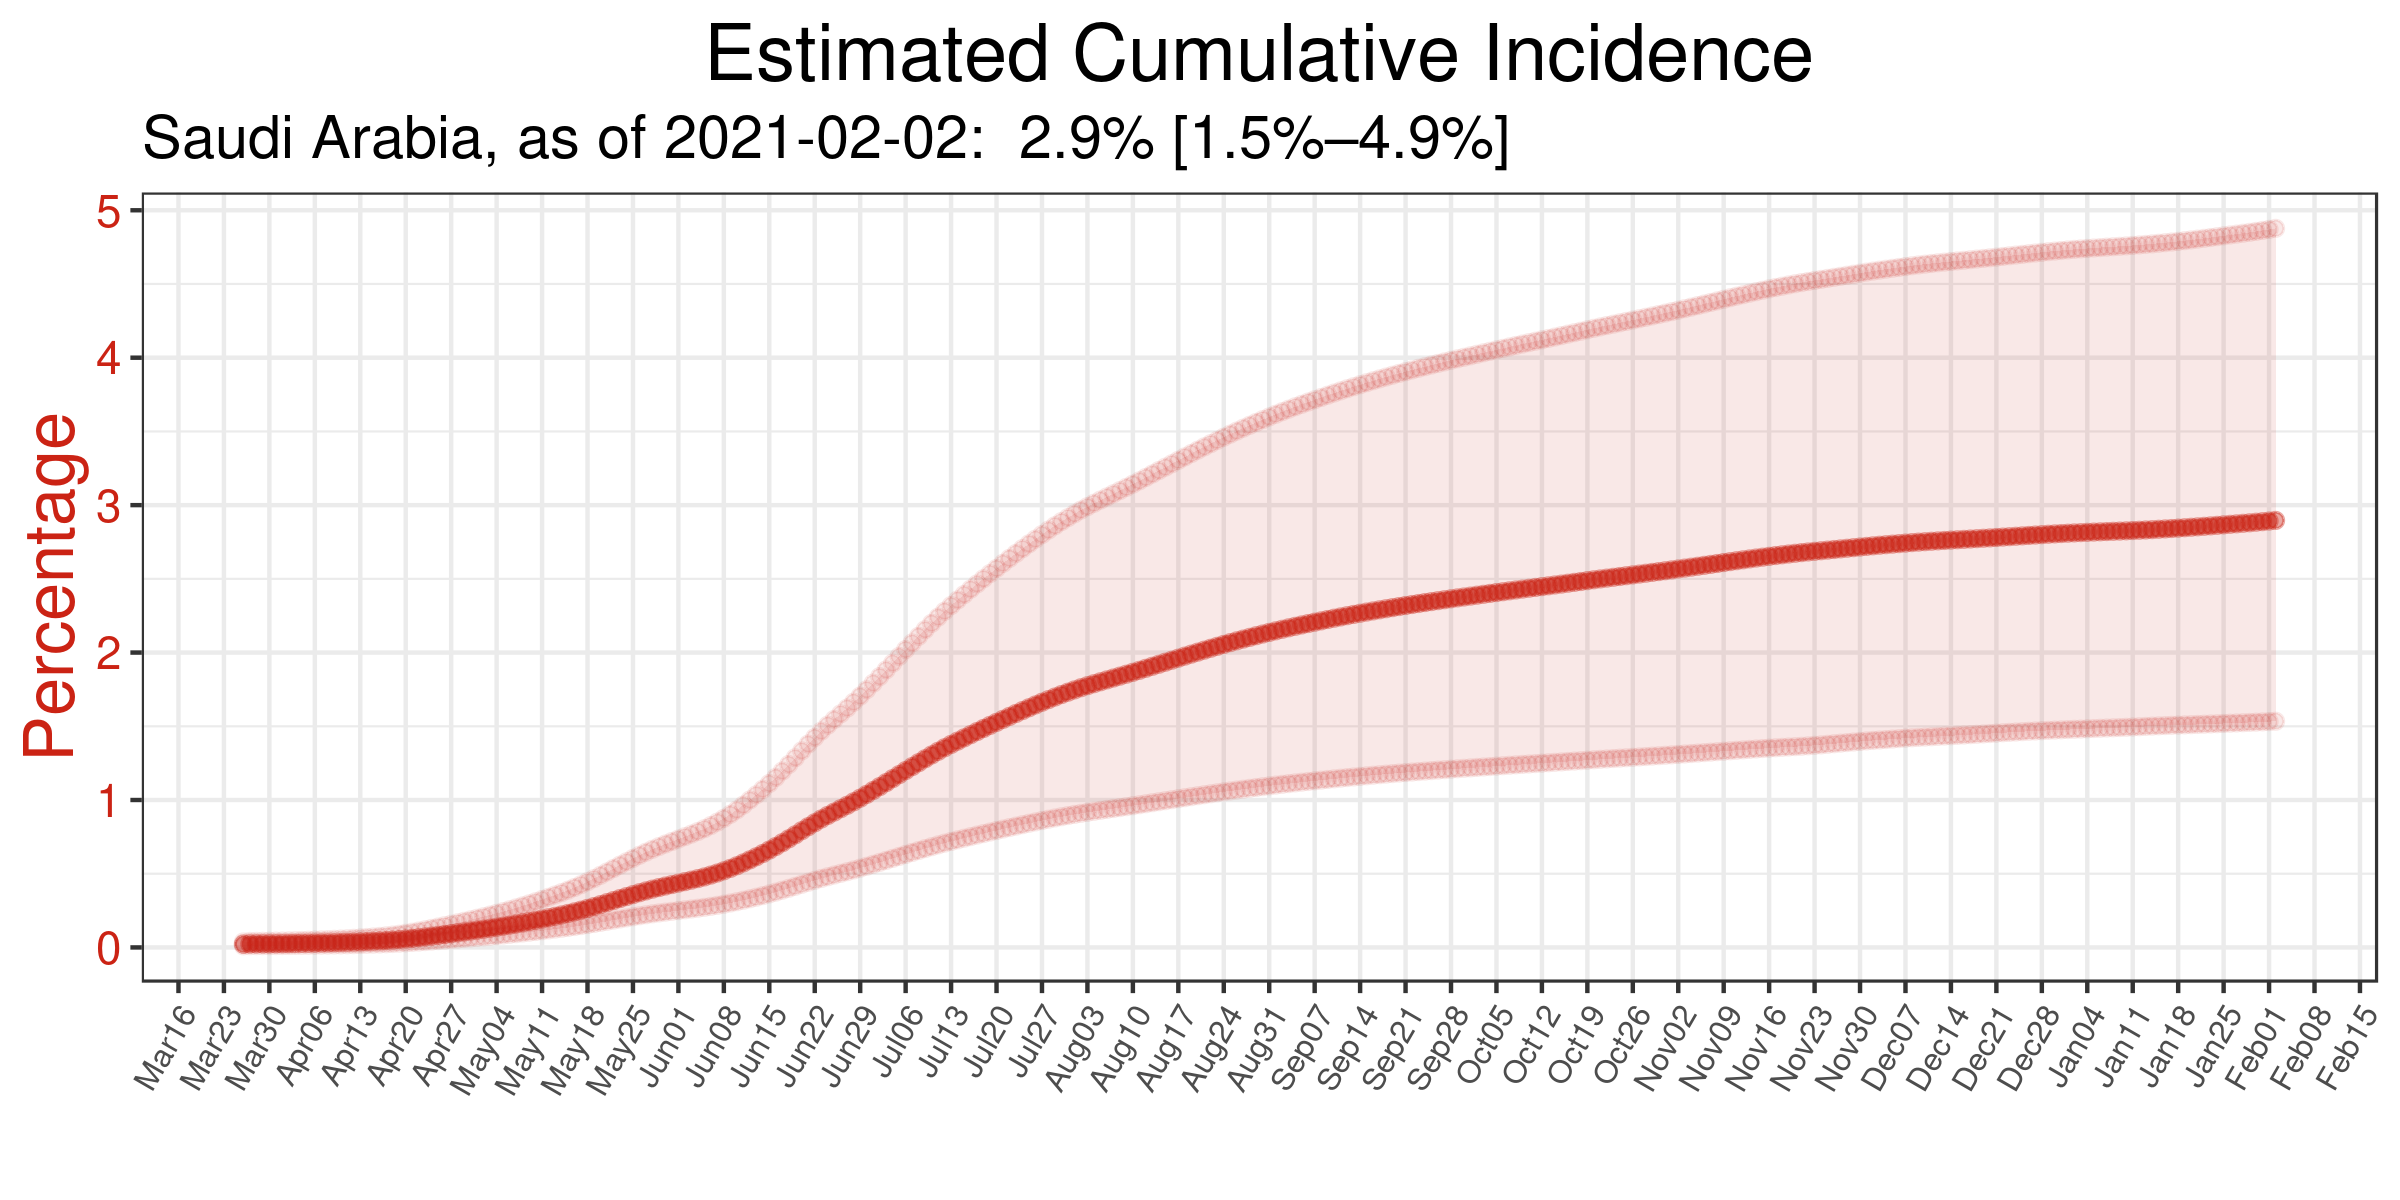 Estimated Cumulative Incidence
Saudi Arabia, as of 2021-02-02:  2.9% [1.5%–4.9%]
Percentage
5
4
3
2
1
0
Mar16
Mar23
Mar30
Apr06
Apr13
Apr20
Apr27
May04
May11
May18
May25
Jun01
Jun08
Jun15
Jun22
Jun29
Jul06
Jul13
Jul20
Jul27
Aug03
Aug10
Aug17
Aug24
Aug31
Sep07
Sep14
Sep21
Sep28
Oct05
Oct12
Oct19
Oct26
Nov02
Nov09
Nov16
Nov23
Nov30
Dec07
Dec14
Dec21
Dec28
Jan04
Jan11
Jan18
Jan25
Feb01
Feb08
Feb15